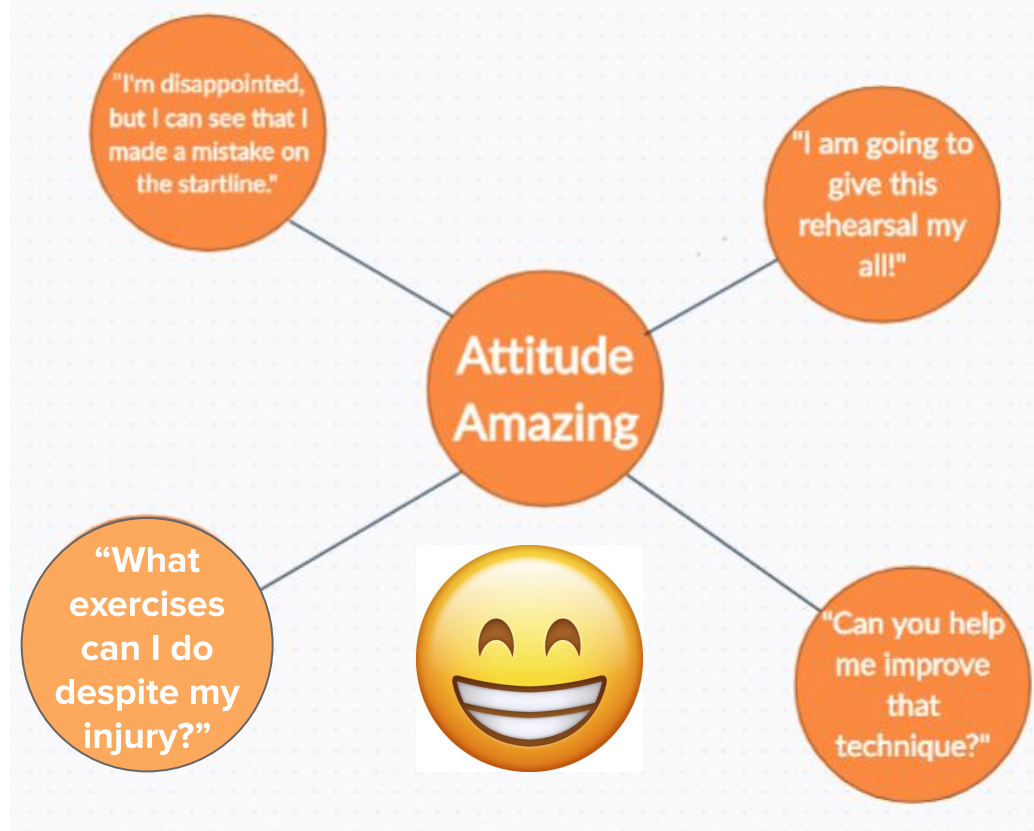 "I'm disappointed,
but I can see that I
made a mistake on
the startline."
"I am going to
give this
rehearsal my
all!"
Attitude
Amazing
“What
exercises
can I do
despite my
injury?”
"Can you help
me improve
that
technique?"